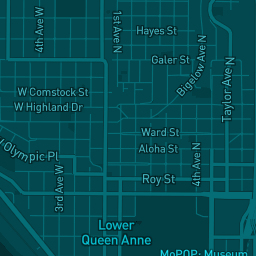 4th Ave W
1st Ave N
Hayes St
Galer St
Bigelow Ave N
Taylor Ave N
W Comstock St
W Highland Dr
Ward St
Aloha St
Olympic Pl
3rd Ave W
Roy St
4th Ave N
Lower
Queen Anne
MoPOP: Museum